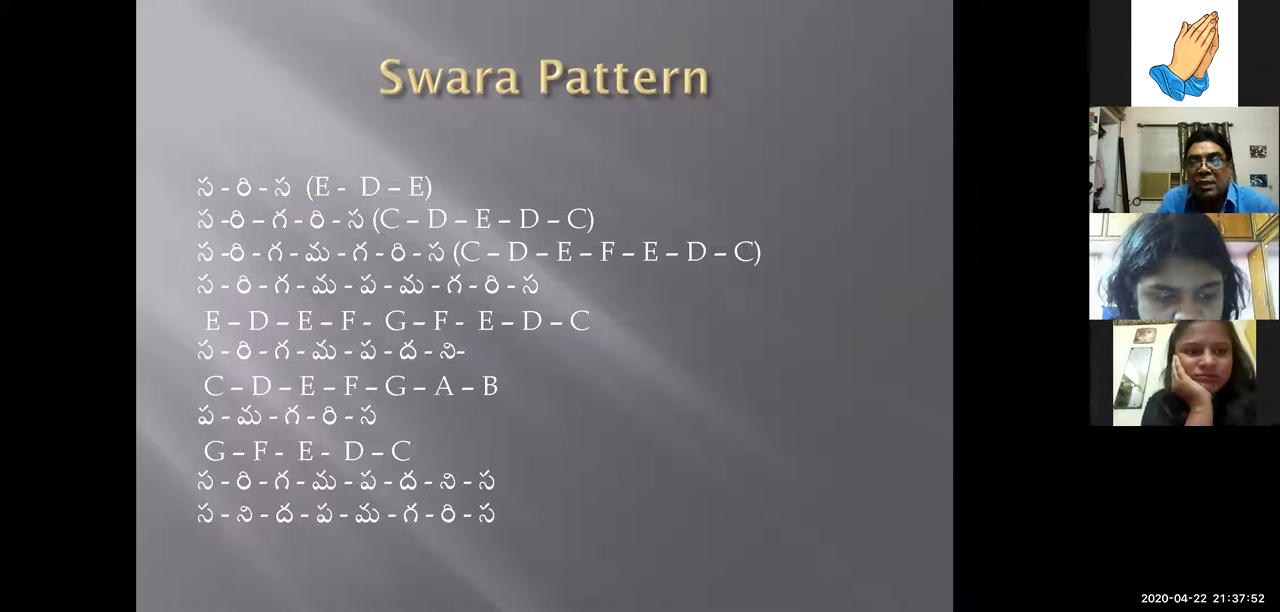 Swara Pattern
స - రి - స (E - D – E)
స -రి – గ - రి - స (C – D – E – D – C)
స -రి - గ - మ - గ - రి - స (C – D – E – F – E – D – C)
స - రి - గ - మ - ప - మ - గ - రి - స
E – D – E – F - G – F - E – D – C
స - రి - గ - మ - ప - ద - ని-
C – D – E – F – G – A – B
ప - మ - గ - రి - స
G – F - E - D – C
స - రి - గ - మ - ప - ద - ని - స
స - ని - ద - ప - మ - గ - రి - స
2020-04-22 21:37:52